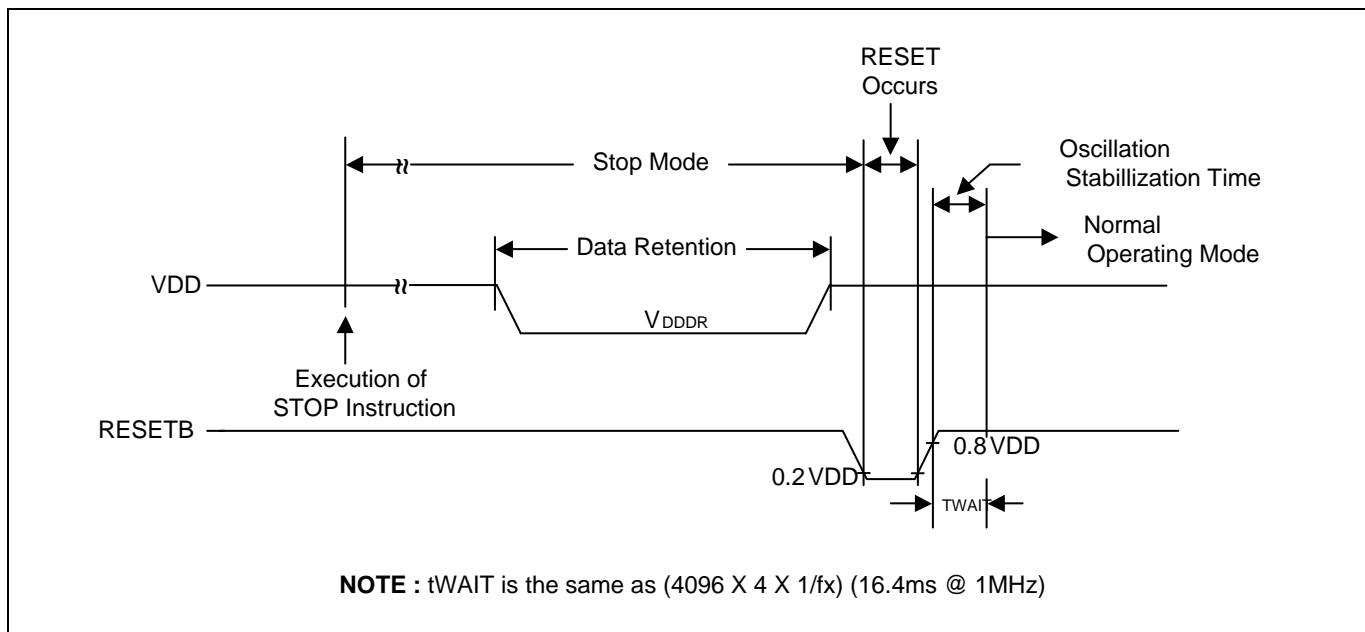 RESET
Occurs
Stop Mode
Oscillation
Stabillization Time
Normal
Operating Mode
Data Retention
VDD
VDDDR
Execution of
STOP Instruction
RESETB
0.8 VDD
0.2 VDD
TWAIT
NOTE : tWAIT is the same as (4096 X 4 X 1/fx) (16.4ms @ 1MHz)